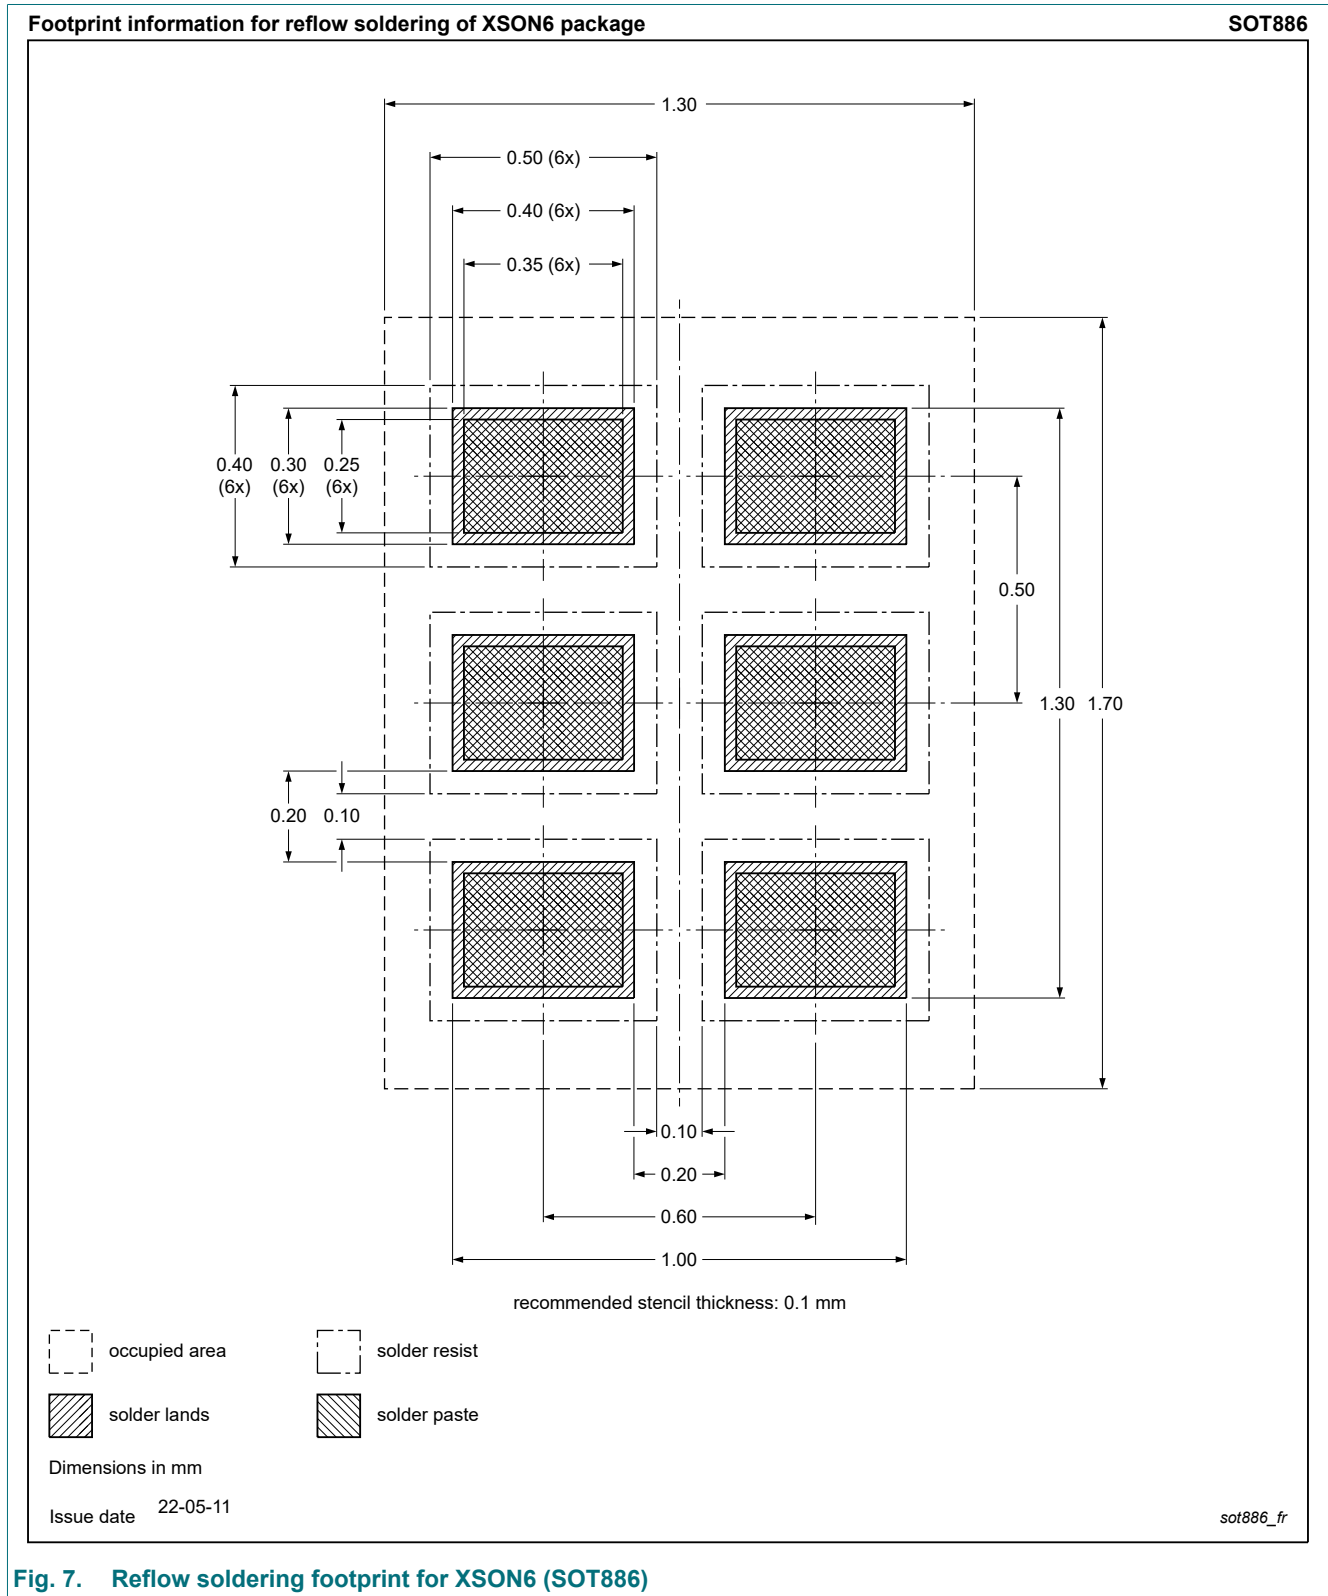 Footprint information for reflow soldering of XSON6 package SOT886
1.30
0.50 (6x)
0.40 (6x)
0.35 (6x)
0.40 0.30 0.25
(6x) (6x) (6x)
0.50
1.30 1.70
0.20 0.10
0.10
0.20
0.60
1.00
recommended stencil thickness: 0.1 mm
occupied area solder resist
solder lands solder paste
Dimensions in mm
Issue date 22-05-11
sot886_fr
Fig. 7. Reflow soldering footprint for XSON6 (SOT886)